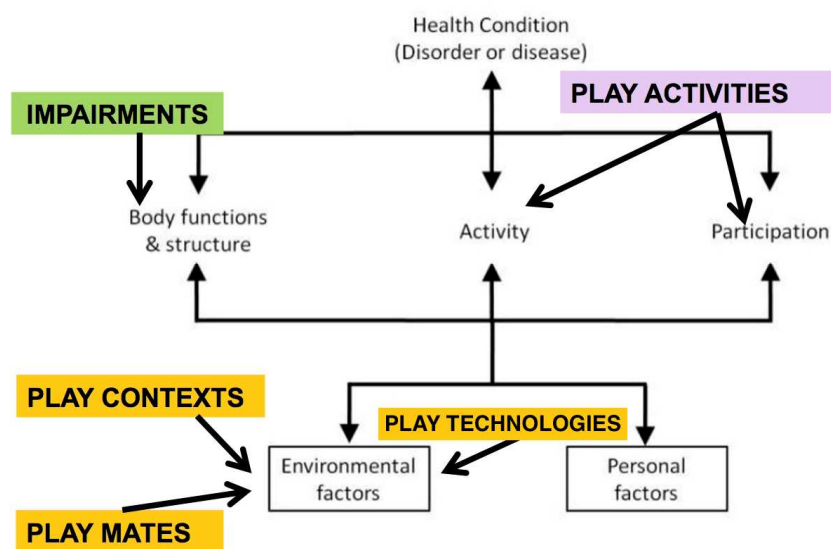 Health Condition
(Disorder or disease)
IMPAIRMENTS
PLAY ACTIVITIES
Body functions
& structure
Activity
Participation
PLAY CONTEXTS
PLAY TECHNOLOGIES
Environmental
factors
Personal
factors
PLAY MATES